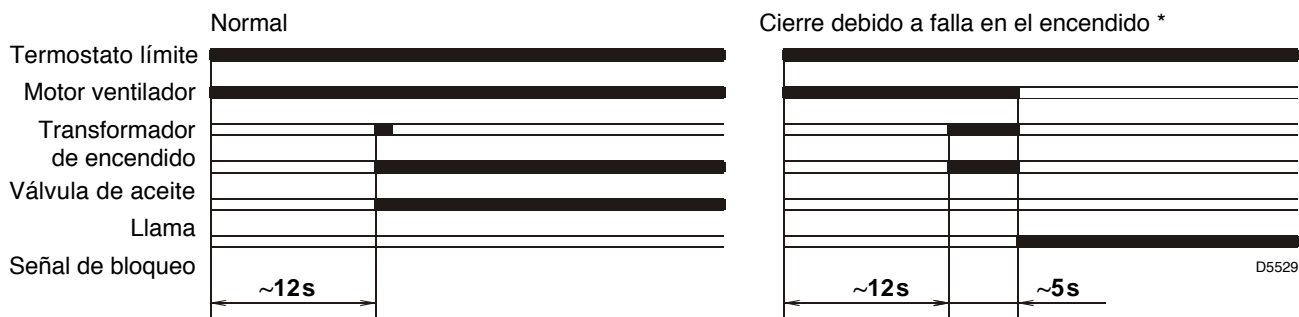 Normal
Cierre debido a falla en el encendido *
Termostato límite
Motor ventilador
Transformador
de encendido
Válvula de aceite
Llama
Señal de bloqueo
D5529
~12s
~12s
~5s